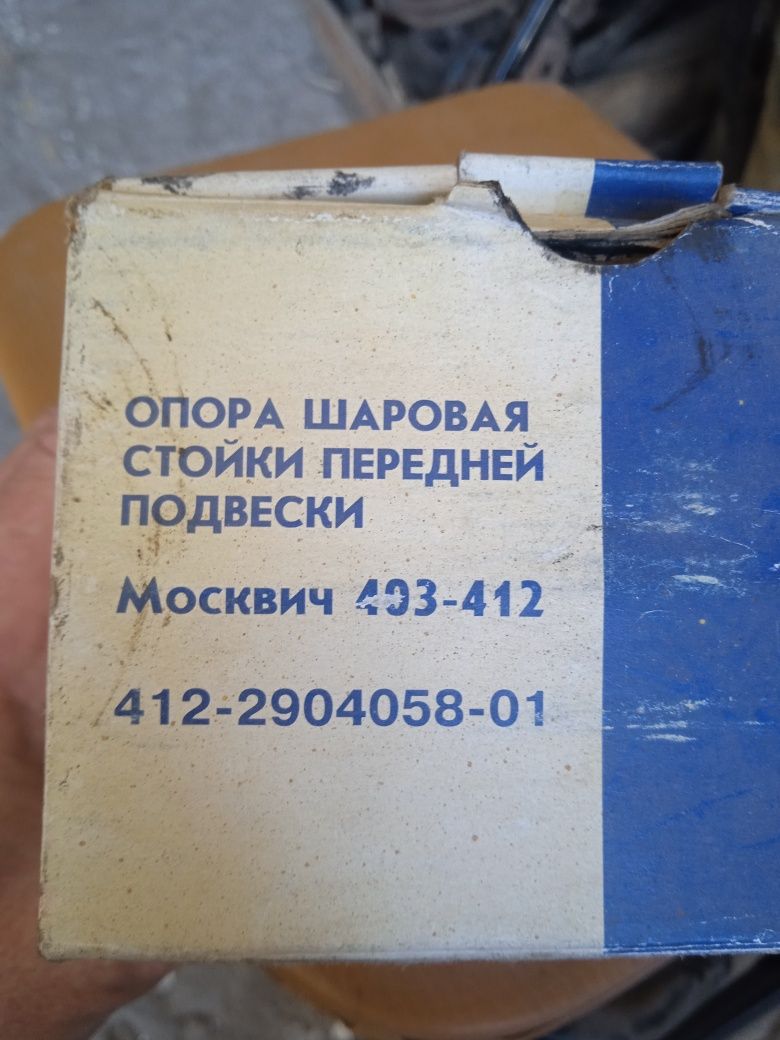 ОПОРА ШАРОВАЯ
СТОЙКИ ПЕРЕДНЕЙ
ПОДВЕСКИ
Москвич 403-412
412-2904058-01